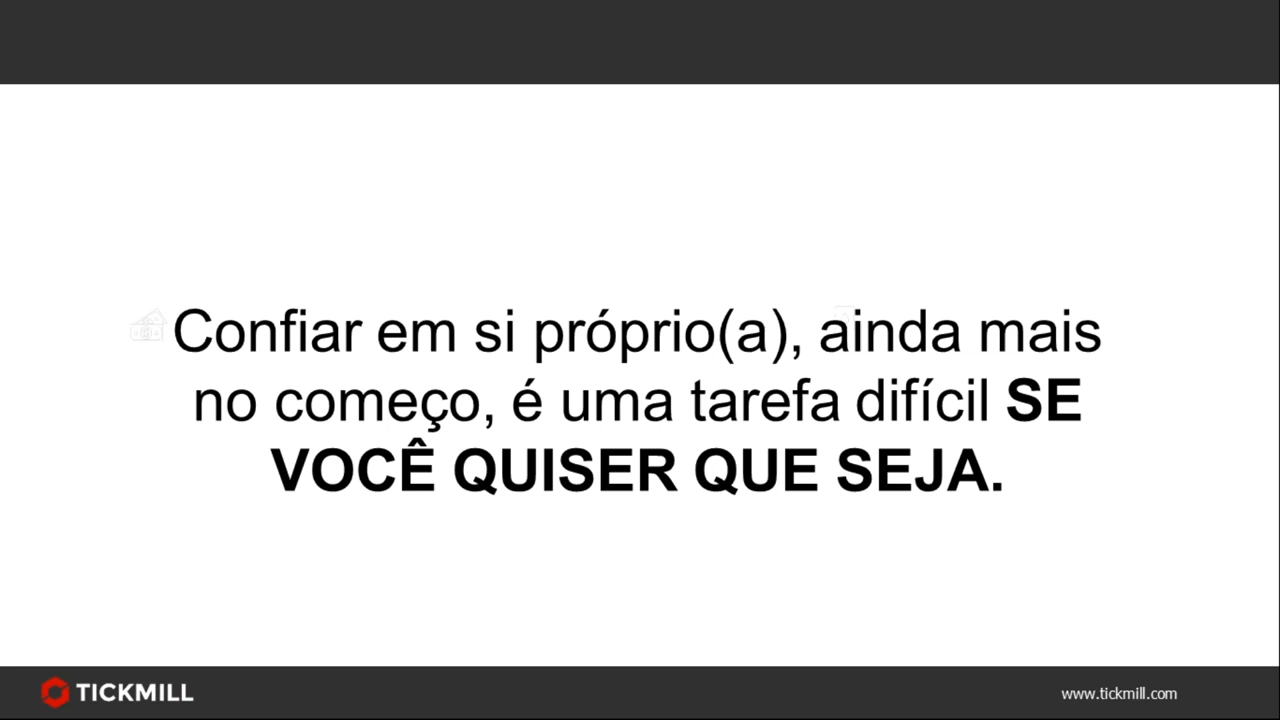 Confiar em si próprio(a), ainda mais
no começo, é uma tarefa difícil SE
VOCÊ QUISER QUE SEJA.
TICKMILL
www.tickmill.com